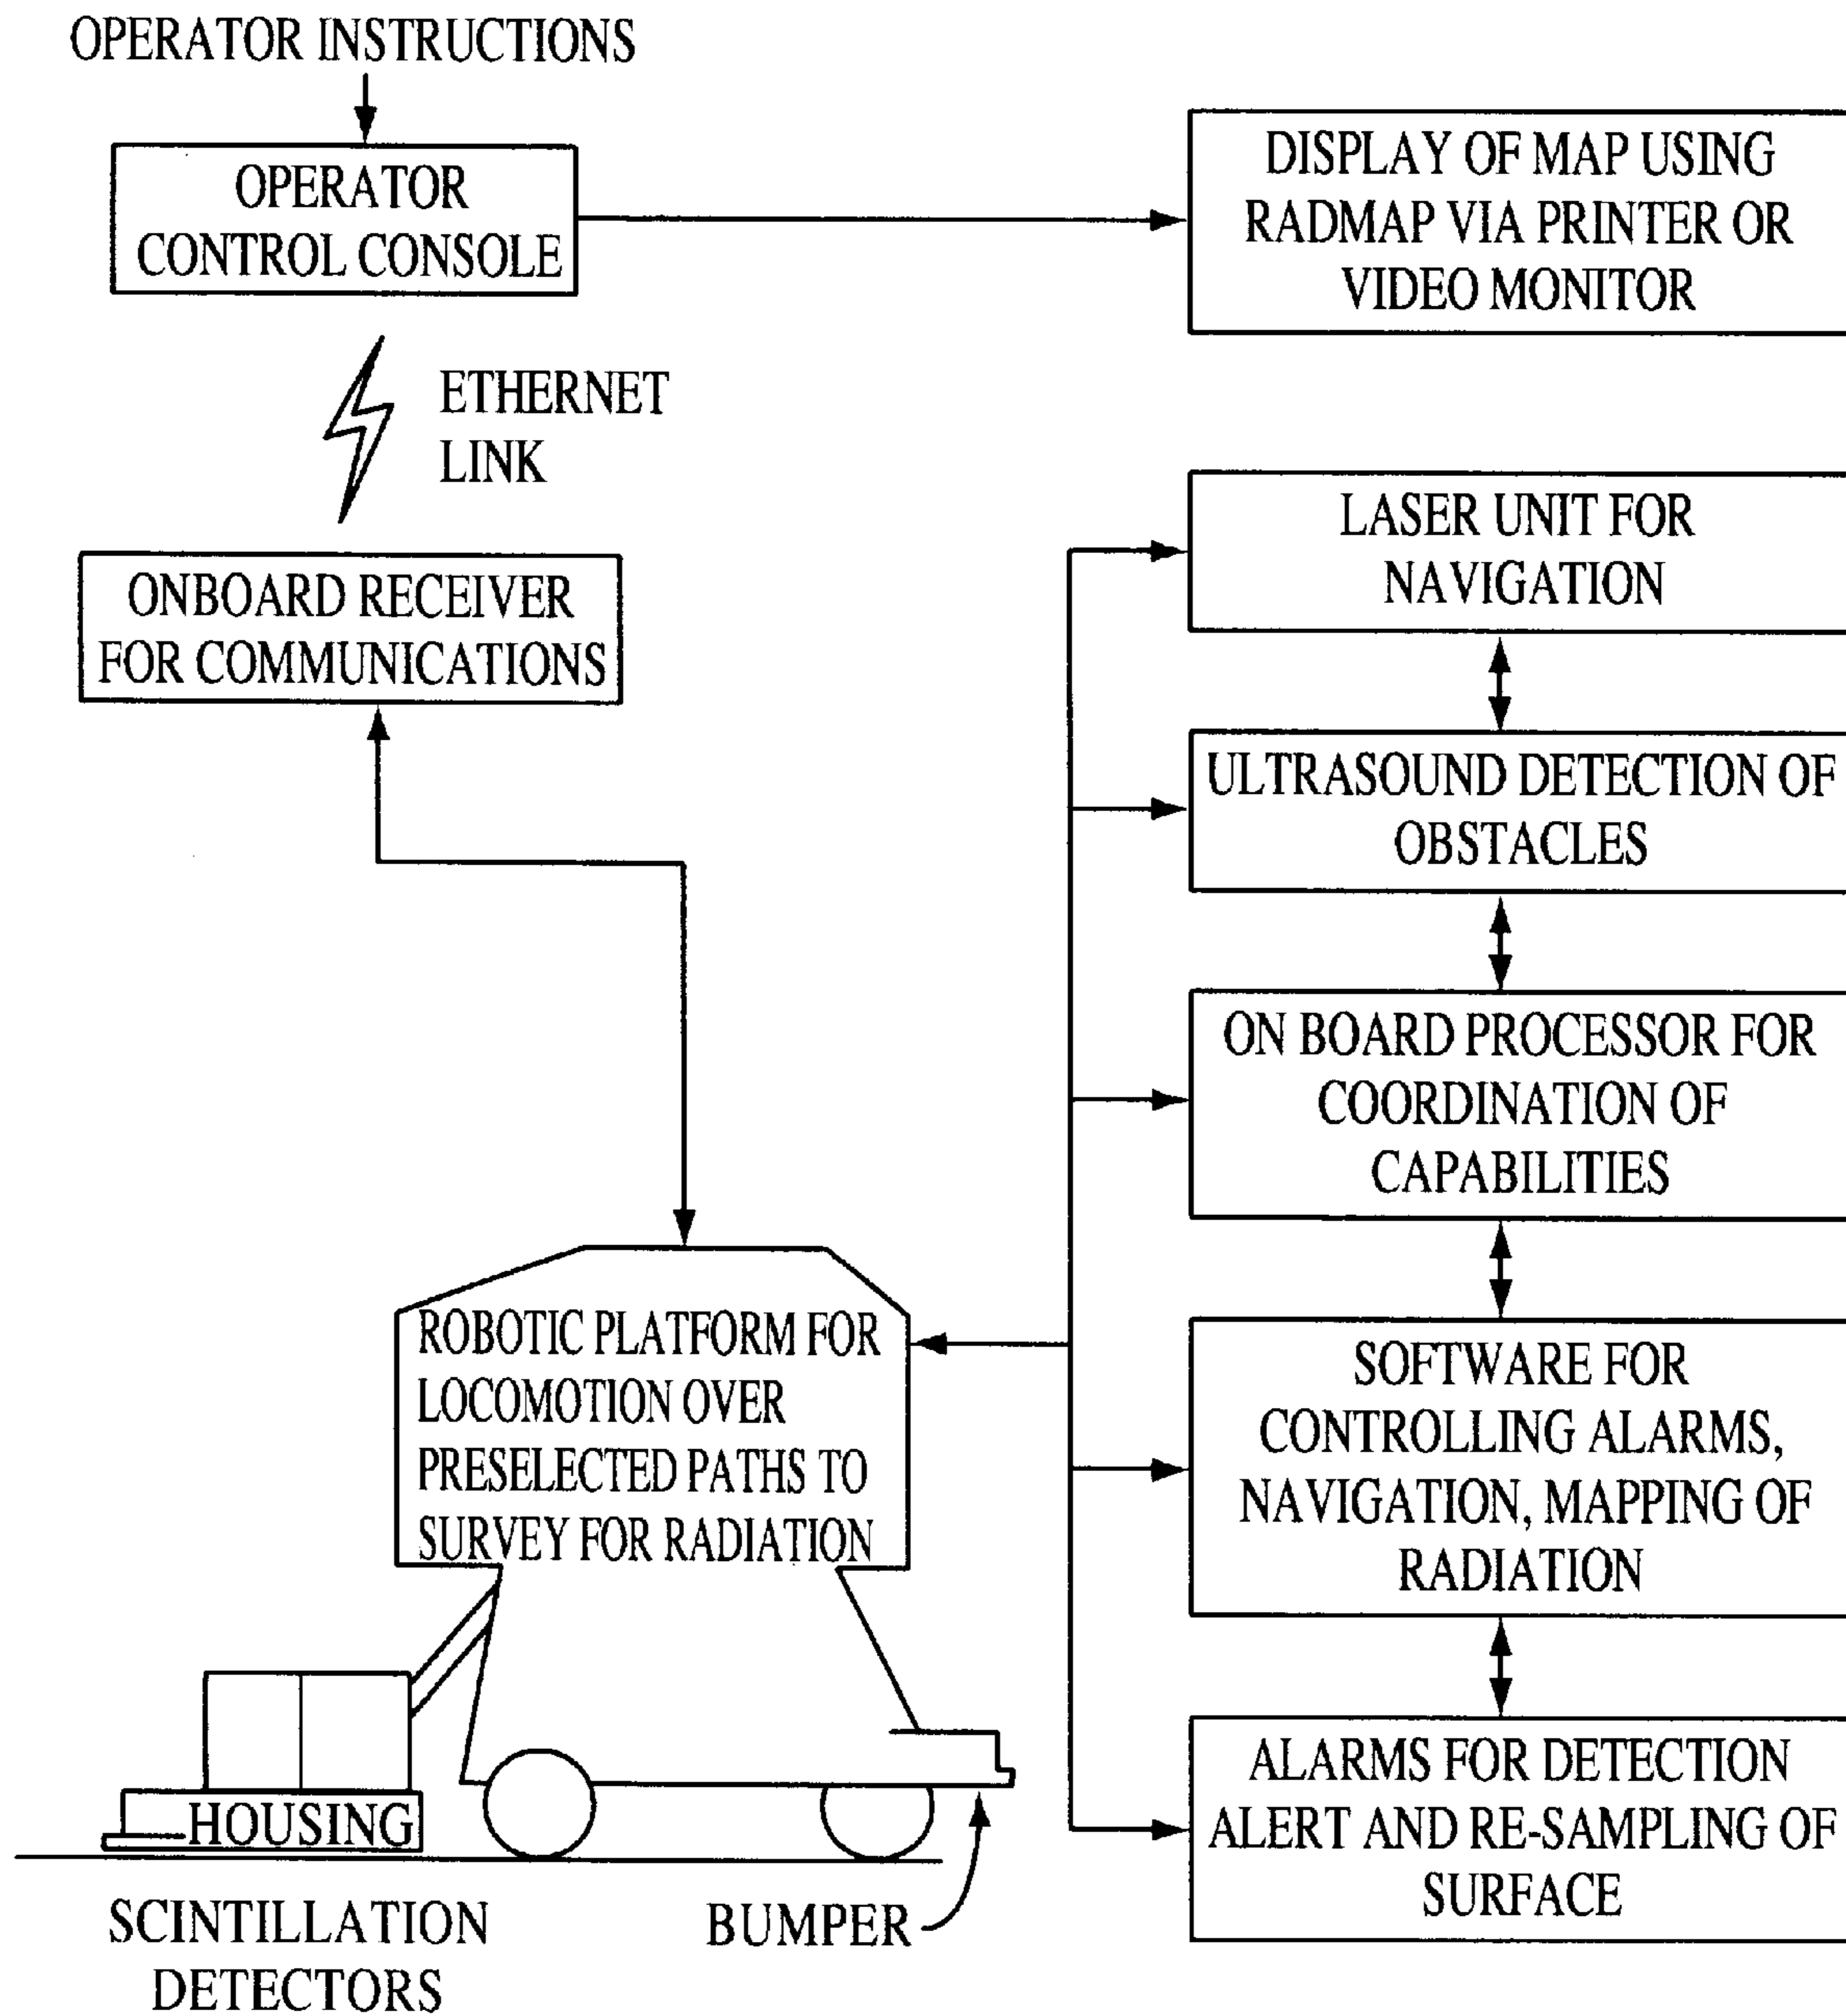 OPERATOR INSTRUCTIONS
OPERATOR
CONTROL CONSOLE
DISPLAY OF MAP USING
RADMAP VIA PRINTER OR
VIDEO MONITOR
ETHERNET
LINK
ONBOARD RECEIVER
FOR COMMUNICATIONS
LASER UNIT FOR
NAVIGATION
ULTRASOUND DETECTION OF
OBSTACLES
ON BOARD PROCESSOR FOR
COORDINATION OF
CAPABILITIES
ROBOTIC PLATFORM FOR
LOCOMOTION OVER
PRESELECTED PATHS TO
SURVEY FOR RADIATION
SOFTWARE FOR
CONTROLLING ALARMS,
NAVIGATION, MAPPING OF
RADIATION
ALARMS FOR DETECTION
ALERT AND RE-SAMPLING OF
SURFACE
HOUSING
SCINTILLATION
DETECTORS
BUMPER